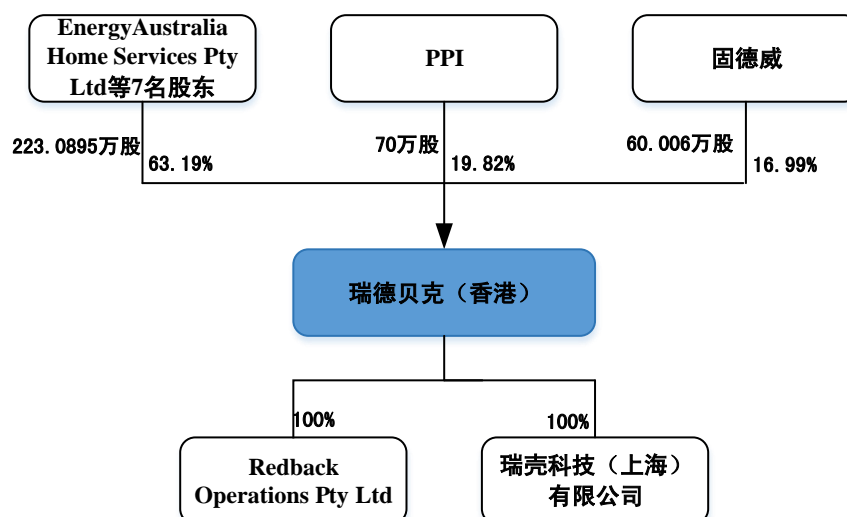 EnergyAustralia
Home Services Pty
Ltd等7名股东
PPI
固德威
223.0895万股
63.19%
70万股
19.82%
60.006万股
16.99%
瑞德贝克（香港）
100%
100%
Redback
Operations Pty Ltd
瑞壳科技（上海）
有限公司